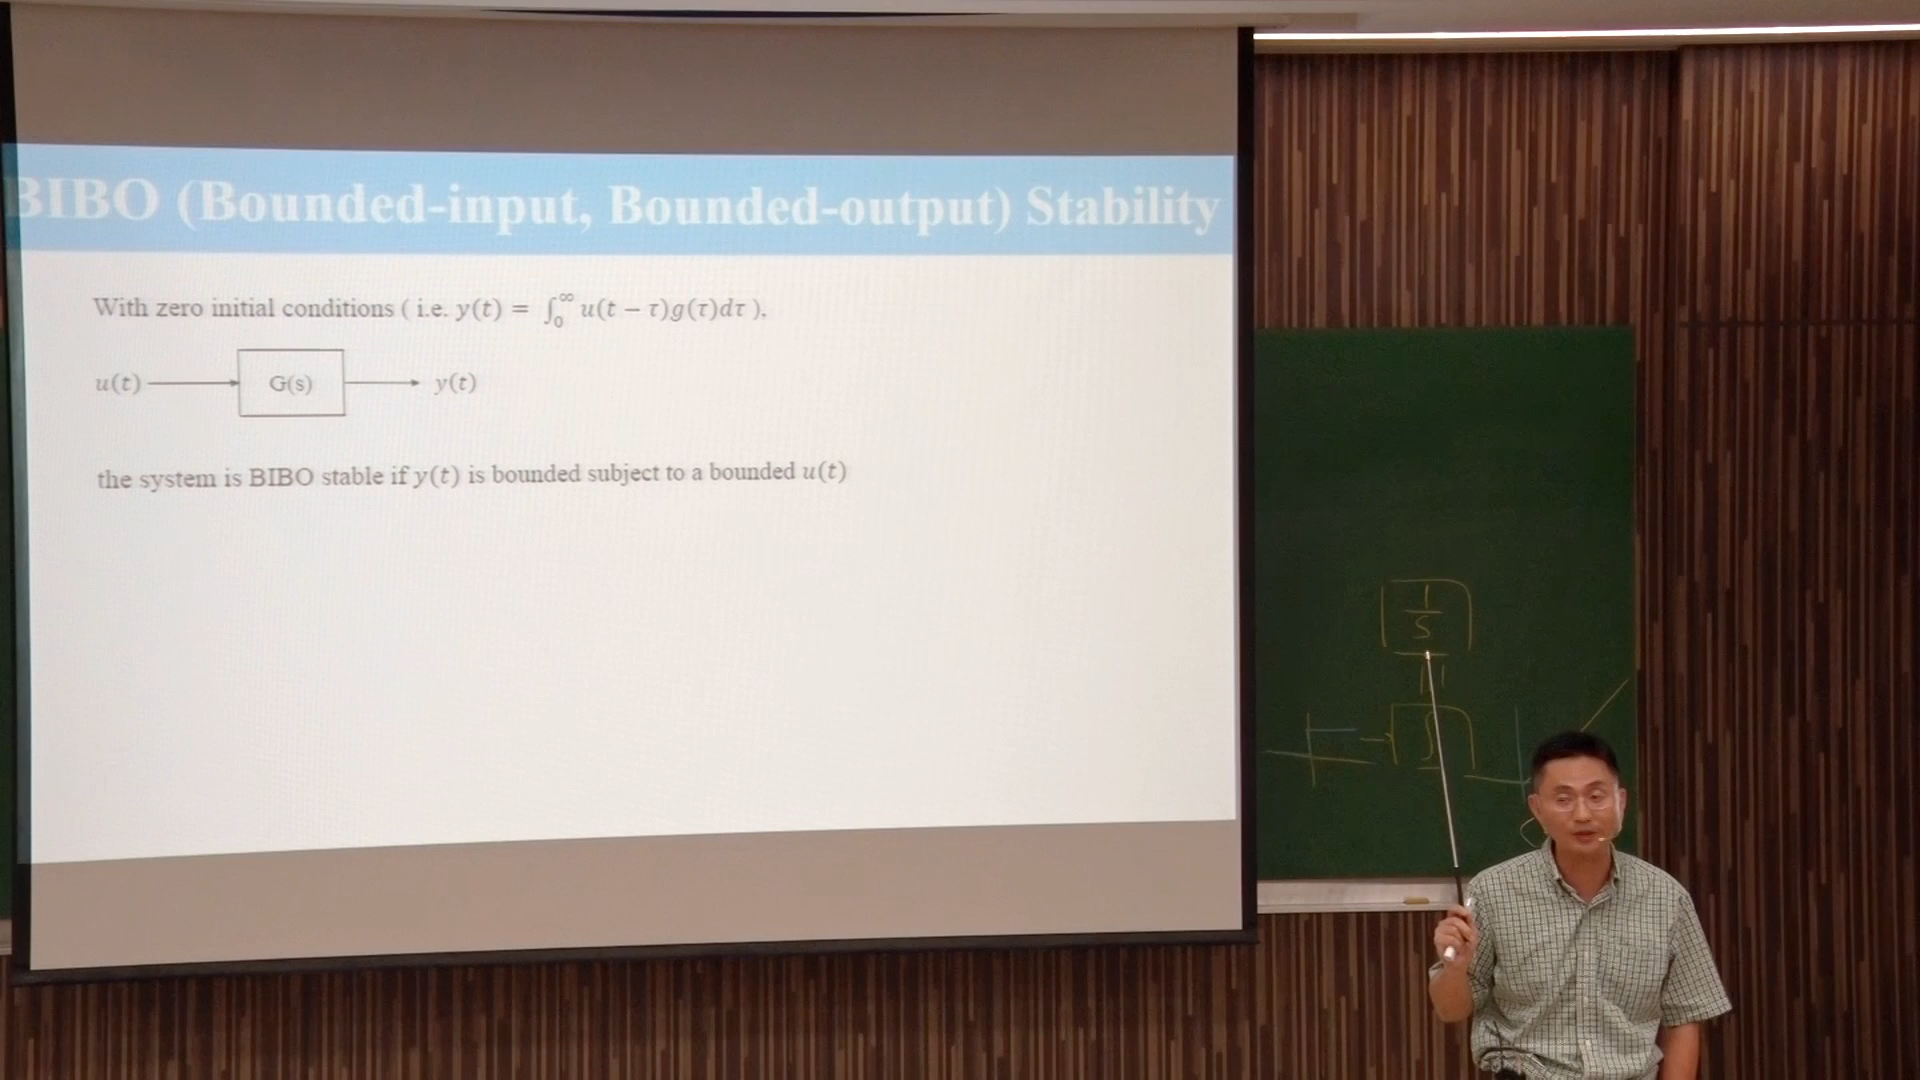 BIBO (Bounded-input, Bounded-output) Stability
With zero initial conditions ( i.e. y(t) = ∫₀^∞ u(t − τ)g(τ)dτ ),
u(t) G(s) y(t)
the system is BIBO stable if y(t) is bounded subject to a bounded u(t)
1
S
∫